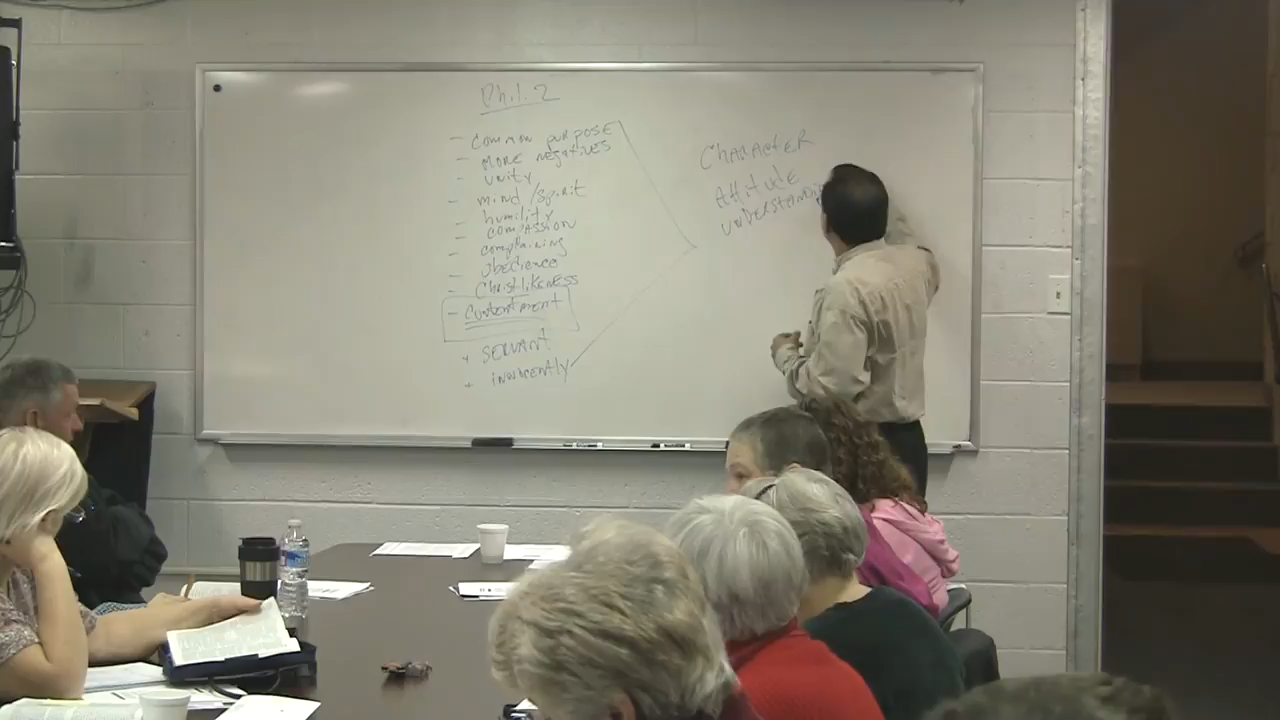 Phil. 2
- Common purpose
- More negatives
- unity
- mind/spirit
- humility
- compassion
- complaining
- obedience
- Christlikeness
- Contentment
+ SERVANT
+ innocently
CHARACTER
Attitude